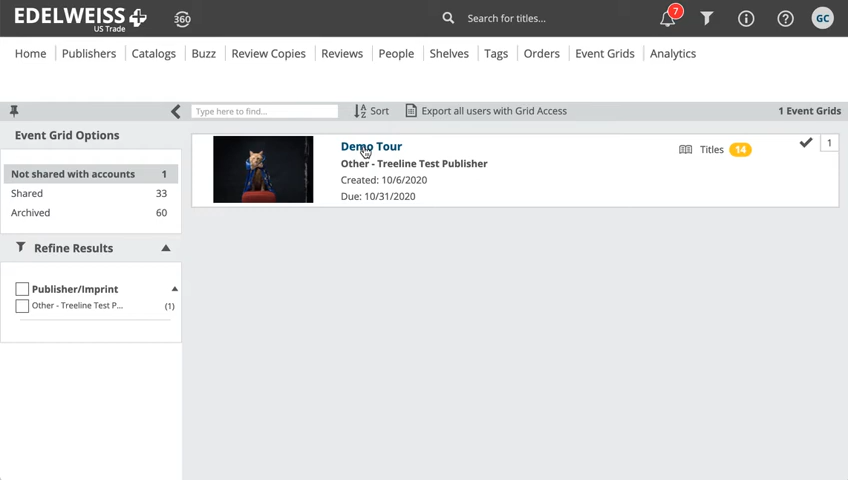 EDELWEISS
US Trade
360
Search for titles...
7
GC
Home
Publishers
Catalogs
Buzz
Review Copies
Reviews
People
Shelves
Tags
Orders
Event Grids
Analytics
Type here to find...
Sort
Export all users with Grid Access
1 Event Grids
Event Grid Options
Not shared with accounts 1
Shared 33
Archived 60
Refine Results
Publisher/Imprint
Other - Treeline Test P... (1)
Demo Tour
Other - Treeline Test Publisher
Created: 10/6/2020
Due: 10/31/2020
Titles 14
1